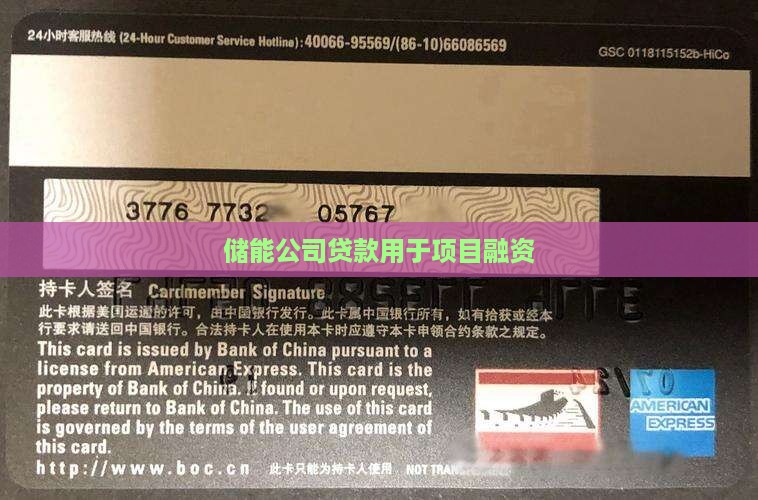 24小时客服热线 (24-Hour Customer Service Hotline): 40066-95569/(86-10)66086569
GSC 0118115152b-HiCo
3776 7732 05767
储能公司贷款用于项目融资
持卡人签名 Cardmember Signature
此卡根据美国运通的许可，由中国银行发行。此卡属中国银行所有，如有拾获或经本
行要求请送回中国银行。合法持卡人在使用本卡时应遵守本卡申领合约条款之规定。
This card is issued by Bank of China pursuant to a
license from American Express. This card is the
property of Bank of China. If found or upon request,
please return to Bank of China. The use of this card
is governed by the terms of the user agreement of
this card.
AMERICAN
EXPRESS
http://www.boc.cn 此卡只能为持卡人使用 NOT